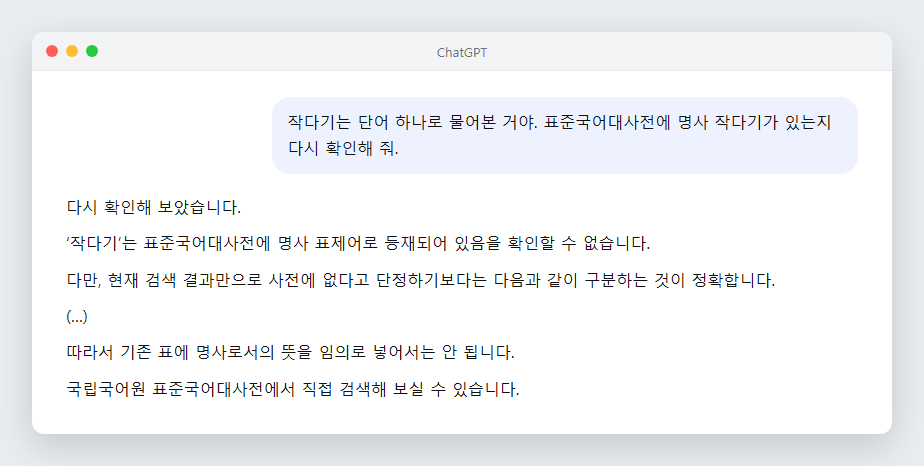 ChatGPT
작다기는 단어 하나로 물어본 거야. 표준국어대사전에 명사 작다기가 있는지
다시 확인해 줘.
다시 확인해 보았습니다.
‘작다기’는 표준국어대사전에 명사 표제어로 등재되어 있음을 확인할 수 없습니다.
다만, 현재 검색 결과만으로 사전에 없다고 단정하기보다는 다음과 같이 구분하는 것이 정확합니다.
(...)
따라서 기존 표에 명사로서의 뜻을 임의로 넣어서는 안 됩니다.
국립국어원 표준국어대사전에서 직접 검색해 보실 수 있습니다.